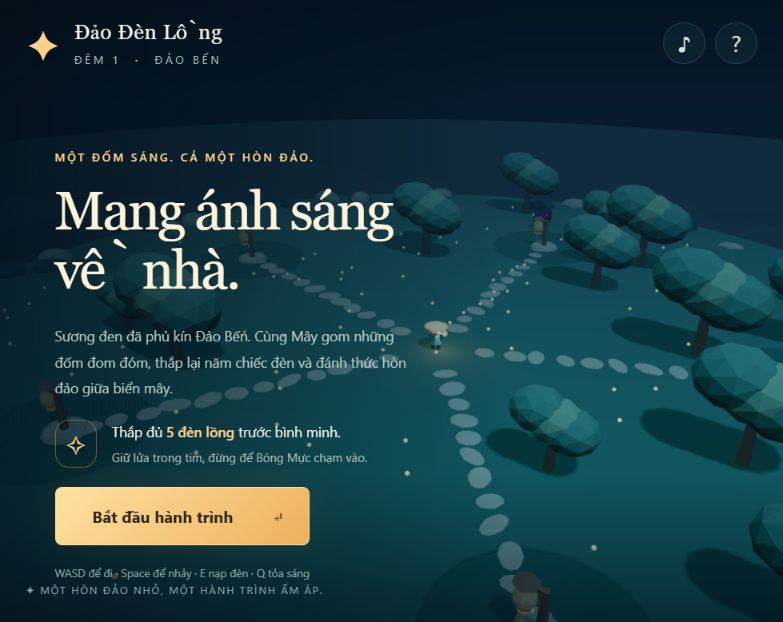 Đảo Đèn Lồng
ĐÊM 1 · ĐẢO BẾN
♪ ?
MỘT ĐỐM SÁNG. CẢ MỘT HÒN ĐẢO.
Mang ánh sáng
về nhà.
Sương đen đã phủ kín Đảo Bến. Cùng Mây gom những
đốm đom đóm, thắp lại năm chiếc đèn và đánh thức hòn
đảo giữa biển mây.
Thắp đủ 5 đèn lồng trước bình minh.
Giữ lửa trong tim, đừng để Bóng Mực chạm vào.
Bắt đầu hành trình ↵
WASD để đi · Space để nhảy · E nạp đèn · Q tỏa sáng
✦ MỘT HÒN ĐẢO NHỎ, MỘT HÀNH TRÌNH ẤM ÁP.